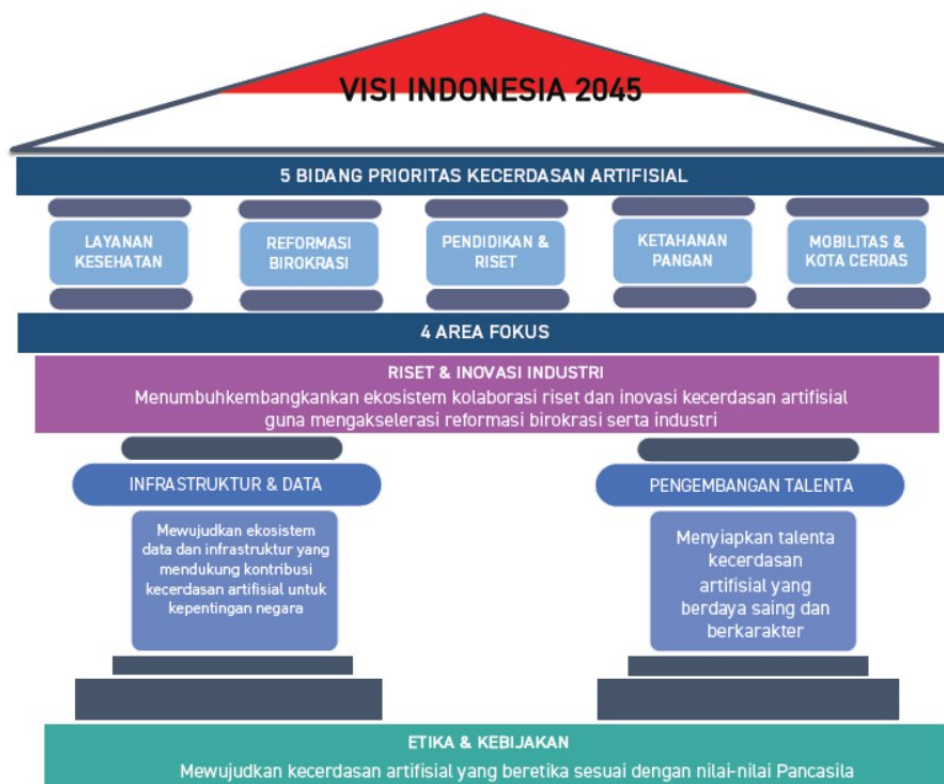 VISI INDONESIA 2045
5 BIDANG PRIORITAS KECERDASAN ARTIFISIAL
LAYANAN
KESEHATAN
REFORMASI
BIROKRASI
PENDIDIKAN &
RISET
KETAHANAN
PANGAN
MOBILITAS &
KOTA CERDAS
4 AREA FOKUS
RISET & INOVASI INDUSTRI
Menumbuhkembangkankan ekosistem kolaborasi riset dan inovasi kecerdasan artifisial
guna mengakselerasi reformasi birokrasi serta industri
INFRASTRUKTUR & DATA
Mewujudkan ekosistem
data dan infrastruktur yang
mendukung kontribusi
kecerdasan artifisial untuk
kepentingan negara
PENGEMBANGAN TALENTA
Menyiapkan talenta
kecerdasan
artifisial yang
berdaya saing dan
berkarakter
ETIKA & KEBIJAKAN
Mewujudkan kecerdasan artifisial yang beretika sesuai dengan nilai-nilai Pancasila